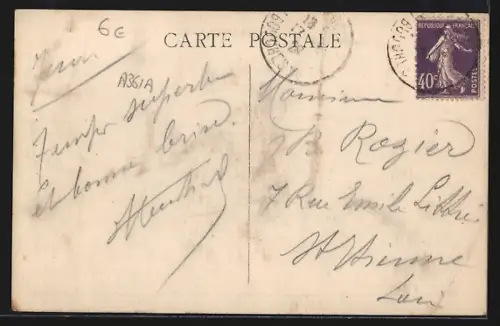 6€
CARTE POSTALE
A361A
REPUBLIQUE FRANÇAISE
40c
POSTES
Temps superbe
et bonne brise.
Monsieur
B Rozier
7 Rue Emile Littré
St Etienne
Loire